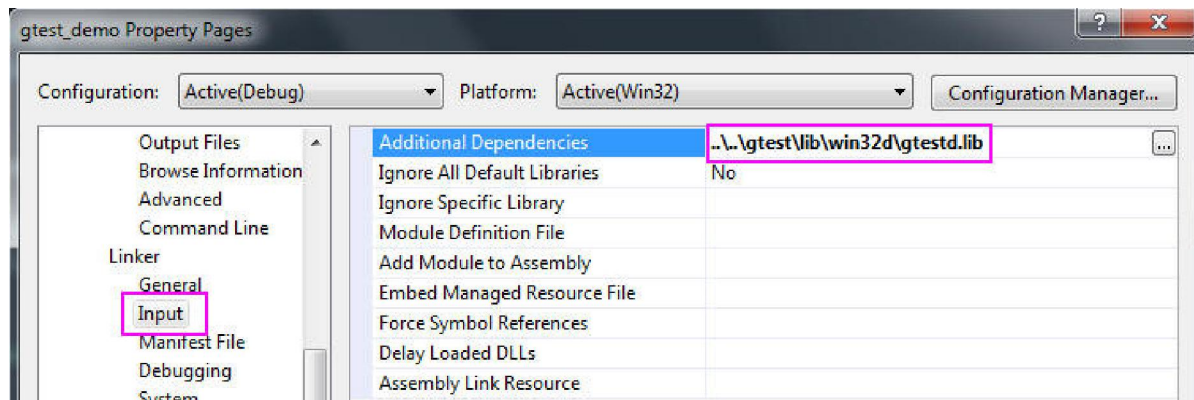 gtest_demo Property Pages
Configuration: Active(Debug) Platform: Active(Win32) Configuration Manager...
Output Files
Browse Information
Advanced
Command Line
Linker
General
Input
Manifest File
Debugging
System
Additional Dependencies ..\..\gtest\lib\win32d\gtestd.lib ...
Ignore All Default Libraries No
Ignore Specific Library
Module Definition File
Add Module to Assembly
Embed Managed Resource File
Force Symbol References
Delay Loaded DLLs
Assembly Link Resource